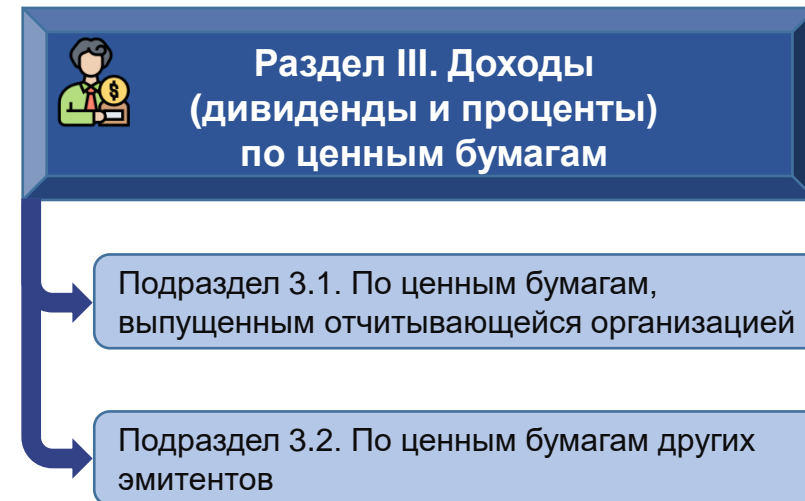 Раздел III. Доходы
(дивиденды и проценты)
по ценным бумагам
$
Подраздел 3.1. По ценным бумагам,
выпущенным отчитывающейся организацией
Подраздел 3.2. По ценным бумагам других
эмитентов